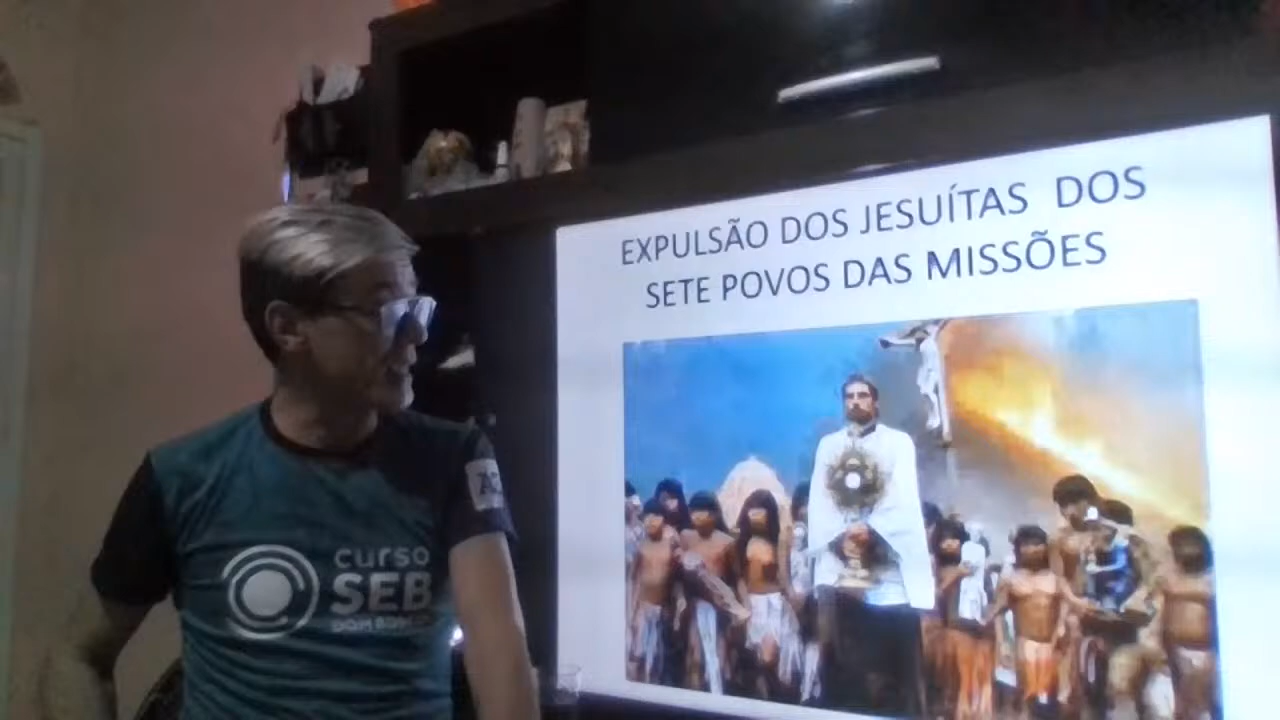 EXPULSÃO DOS JESUÍTAS DOS
SETE POVOS DAS MISSÕES
curso
SEB